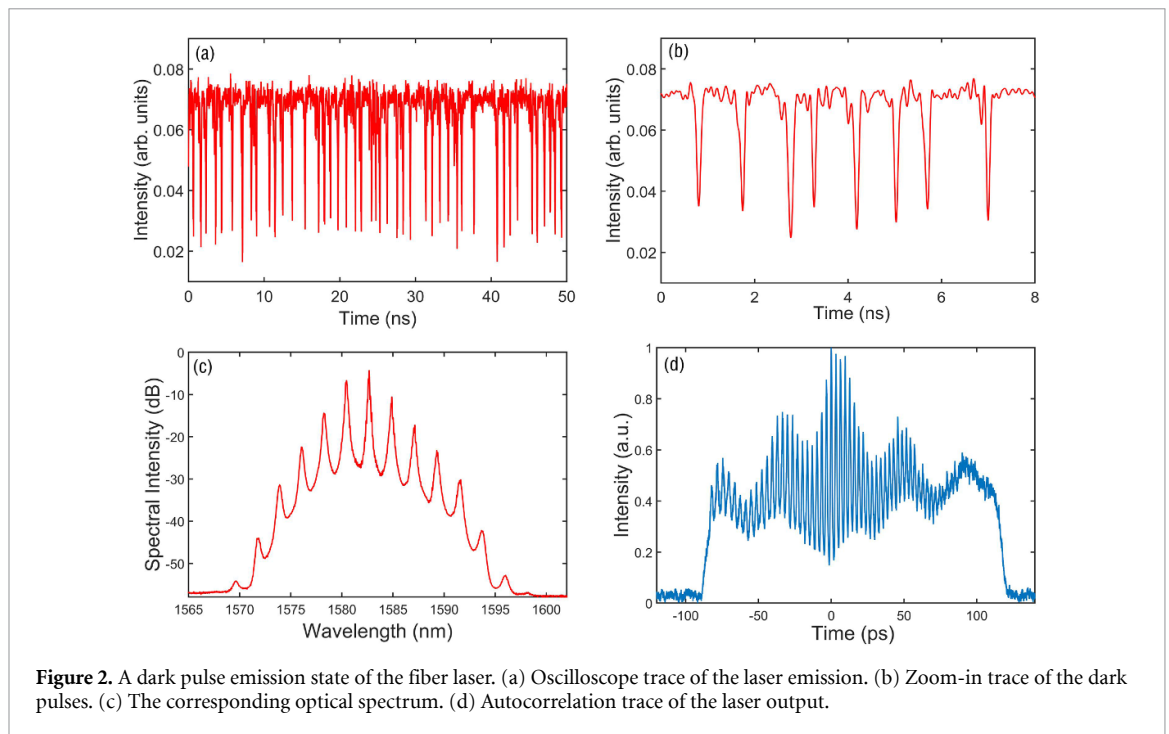 (a)
0.08
0.06
0.04
0.02
Intensity (arb. units)
0 10 20 30 40 50
Time (ns)
(b)
0.08
0.06
0.04
0.02
Intensity (arb. units)
0 2 4 6 8
Time (ns)
(c)
0
-10
-20
-30
-40
-50
Spectral Intensity (dB)
1565 1570 1575 1580 1585 1590 1595 1600
Wavelength (nm)
(d)
1
0.8
0.6
0.4
0.2
0
Intensity (a.u.)
-100 -50 0 50 100
Time (ps)
Figure 2. A dark pulse emission state of the fiber laser. (a) Oscilloscope trace of the laser emission. (b) Zoom-in trace of the dark
pulses. (c) The corresponding optical spectrum. (d) Autocorrelation trace of the laser output.